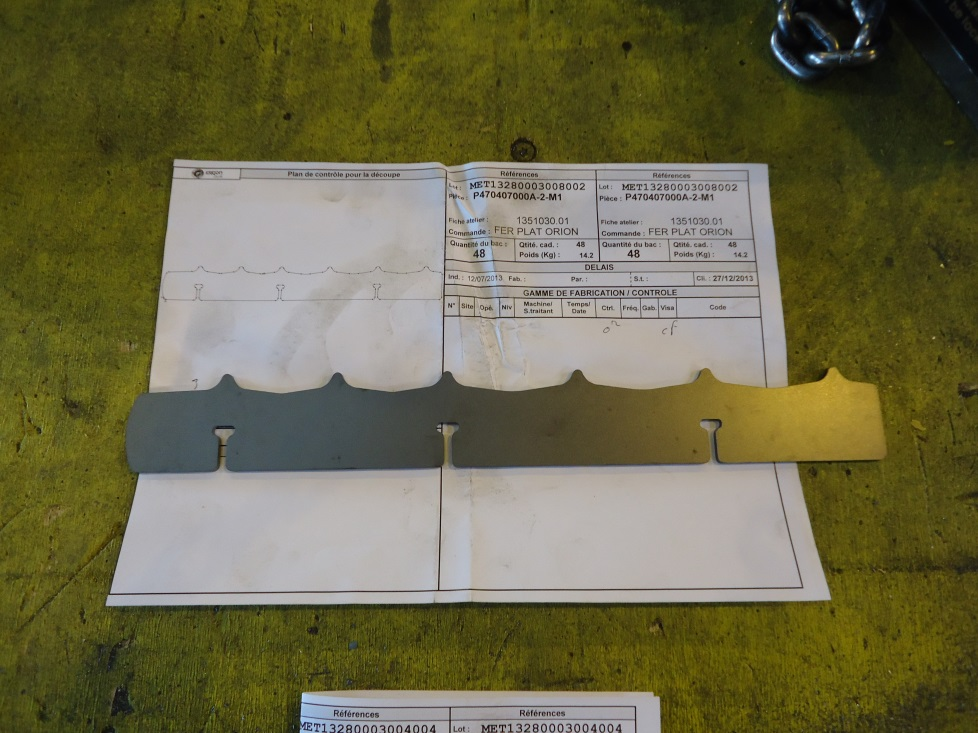 Plan de contrôle pour la découpe
Références
Lot : MET13280003008002
Pièce : P470407000A-2-M1
Fiche atelier : 1351030.01
Commande : FER PLAT ORION
Quantité du bac : 48
Qtité. cad. : 48
Poids (Kg) : 14.2
Références
Lot : MET13280003008002
Pièce : P470407000A-2-M1
Fiche atelier : 1351030.01
Commande : FER PLAT ORION
Quantité du bac : 48
Qtité. cad. : 48
Poids (Kg) : 14.2
DELAIS
Ind. : 12/07/2013 Fab. : Par. : S.t. : Cli. : 27/12/2013
GAMME DE FABRICATION / CONTROLE
N° Site Opé. Niv Machine/ S.traitant Temps/ Date Ctrl. Fréq. Gab. Visa Code
Références Références
MET13280003004004 Lot : MET13280003004004